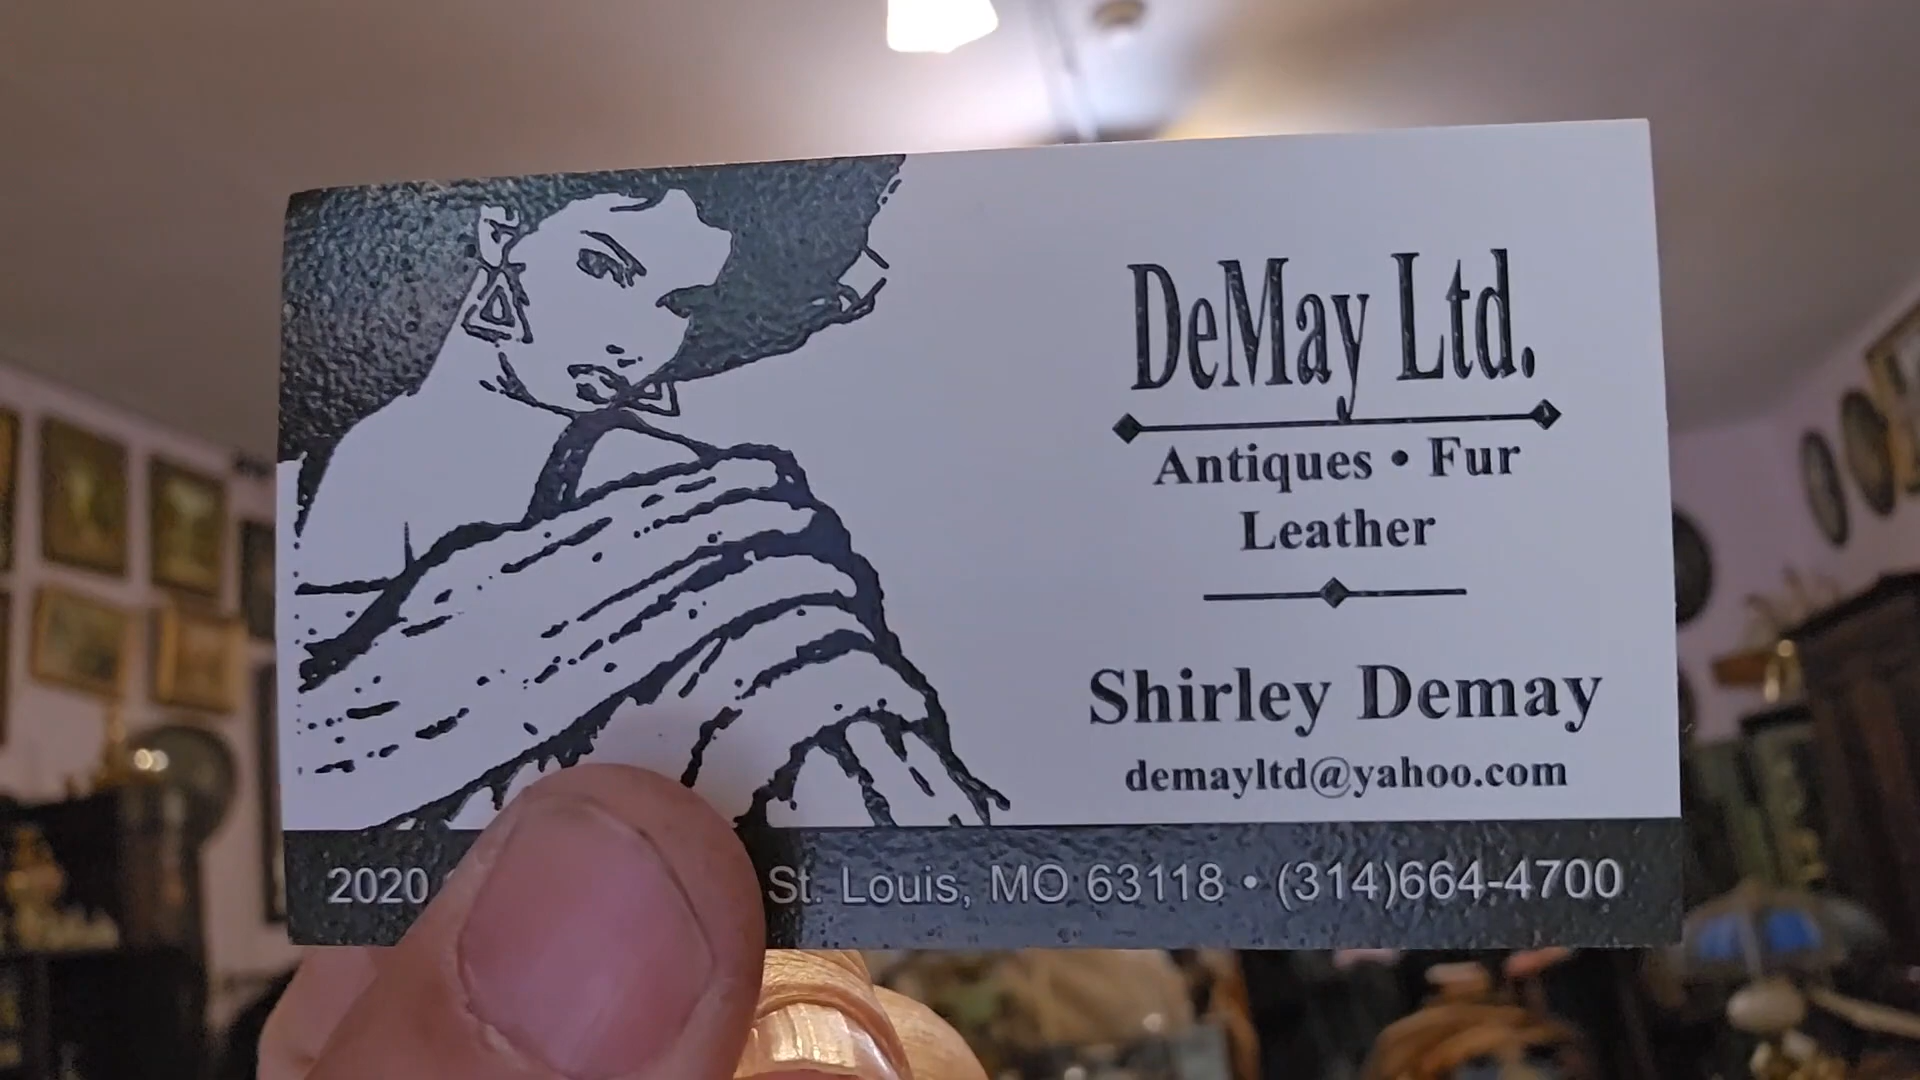 DeMay Ltd.
Antiques • Fur
Leather
Shirley Demay
demayltd@yahoo.com
2020 St. Louis, MO 63118 • (314)664-4700